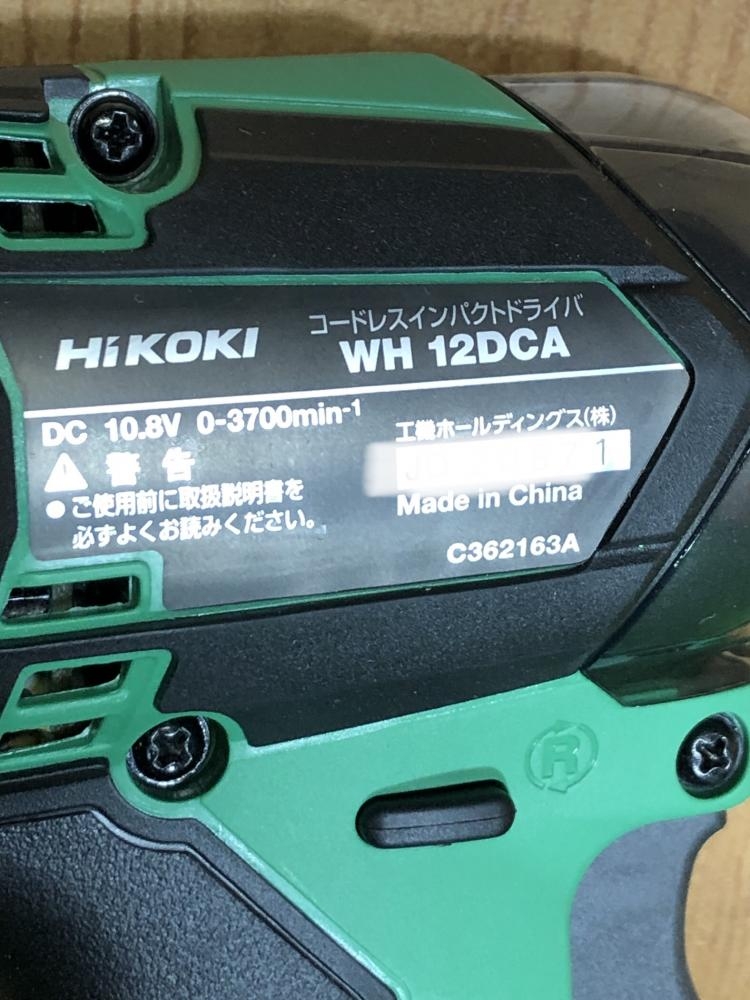 コードレスインパクトドライバ
HiKOKI WH 12DCA
DC 10.8V 0-3700min-1
工機ホールディングス(株)
警告
●ご使用前に取扱説明書を
必ずよくお読みください。
Made in China
C362163A
R